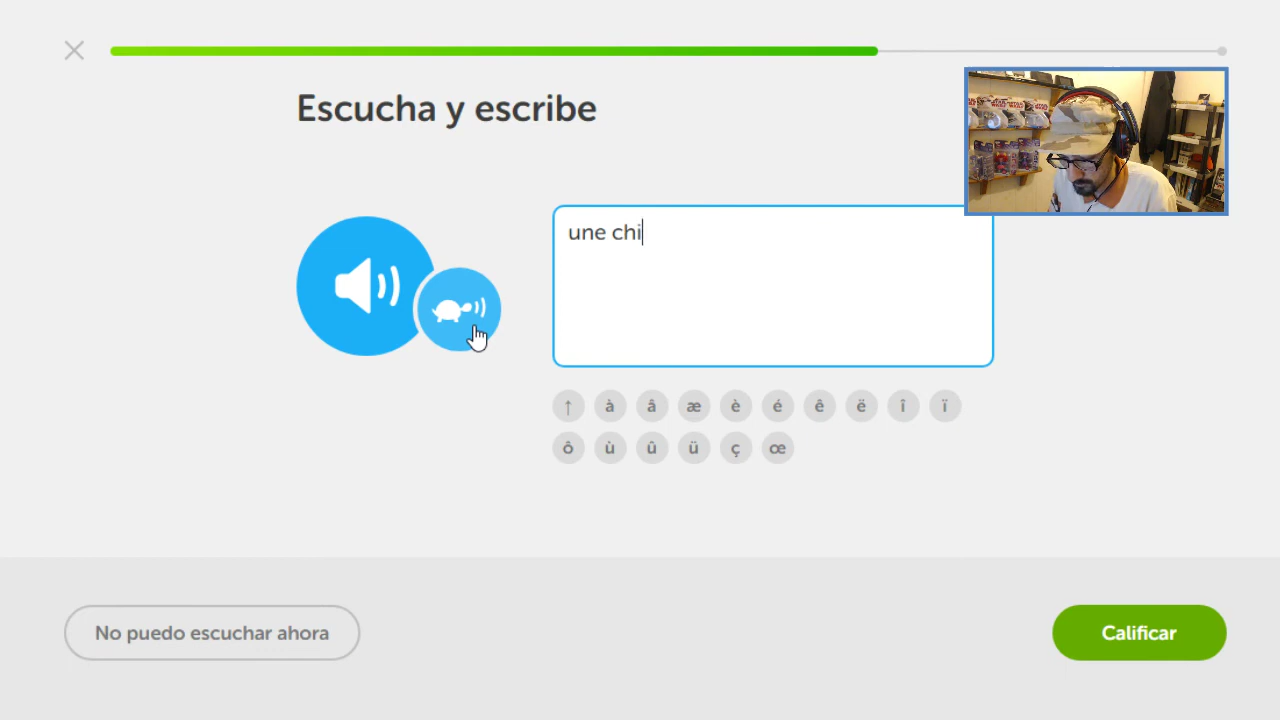 Escucha y escribe
une chi
↑ à â æ è é ê ë î ï
ô ù û ü ç œ
No puedo escuchar ahora
Calificar